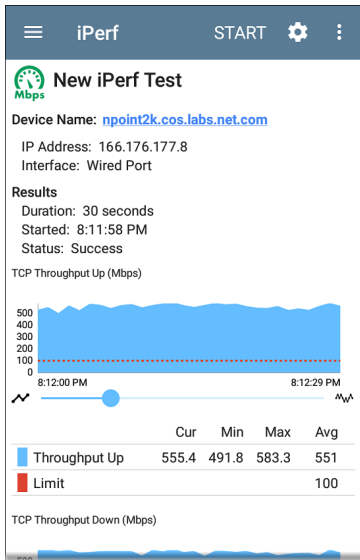 iPerf START
Mbps
New iPerf Test
Device Name: npoint2k.cos.labs.net.com
IP Address: 166.176.177.8
Interface: Wired Port
Results
Duration: 30 seconds
Started: 8:11:58 PM
Status: Success
TCP Throughput Up (Mbps)
500
400
300
200
100
0
8:12:00 PM 8:12:29 PM
Cur Min Max Avg
Throughput Up 555.4 491.8 583.3 551
Limit 100
TCP Throughput Down (Mbps)
500